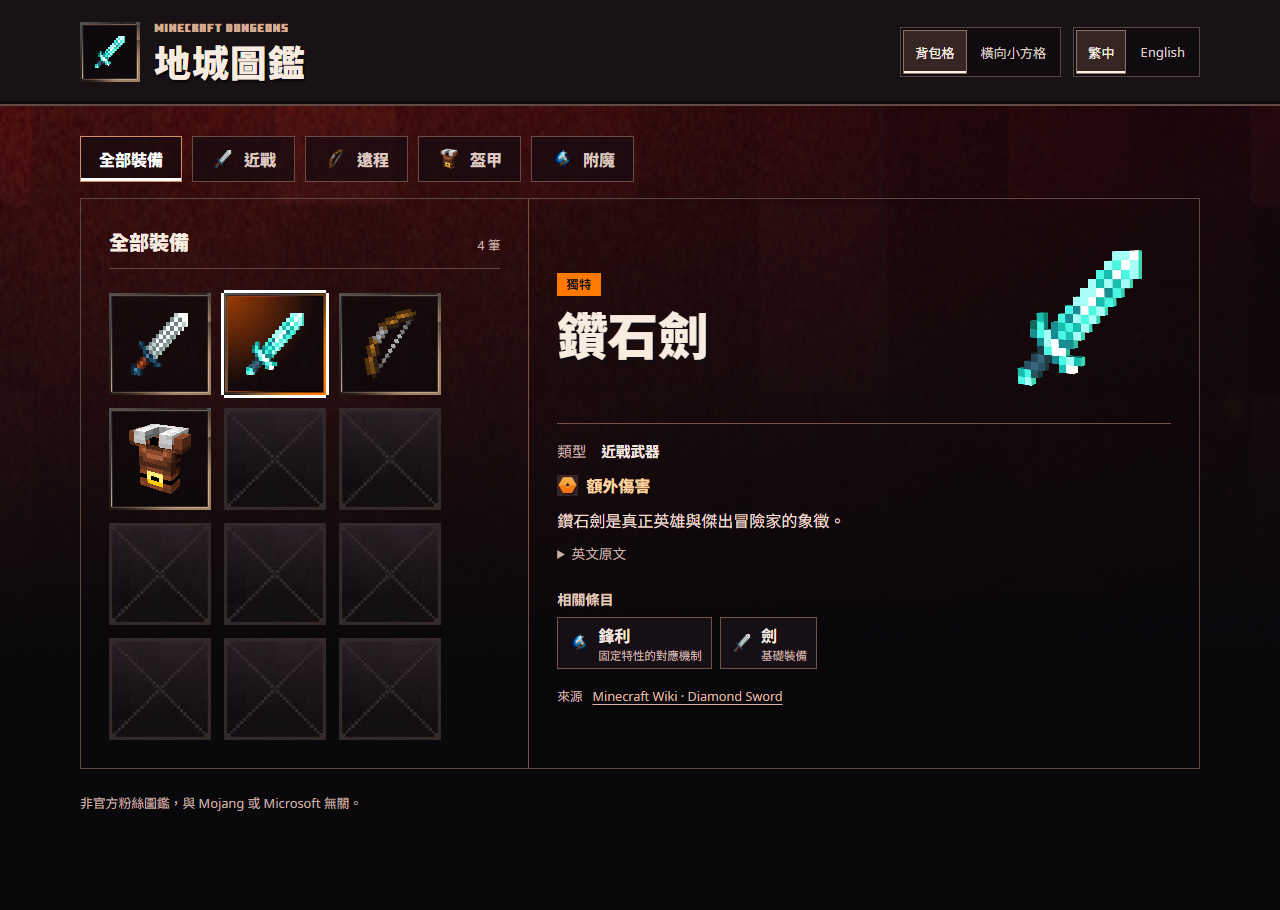 MINECRAFT DUNGEONS
地城圖鑑
背包格
橫向小方格
繁中
English
全部裝備
近戰
遠程
盔甲
附魔
全部裝備
4 筆
獨特
鑽石劍
類型 近戰武器
額外傷害
鑽石劍是真正英雄與傑出冒險家的象徵。
英文原文
相關條目
鋒利
固定特性的對應機制
劍
基礎裝備
來源 Minecraft Wiki · Diamond Sword
非官方粉絲圖鑑，與 Mojang 或 Microsoft 無關。